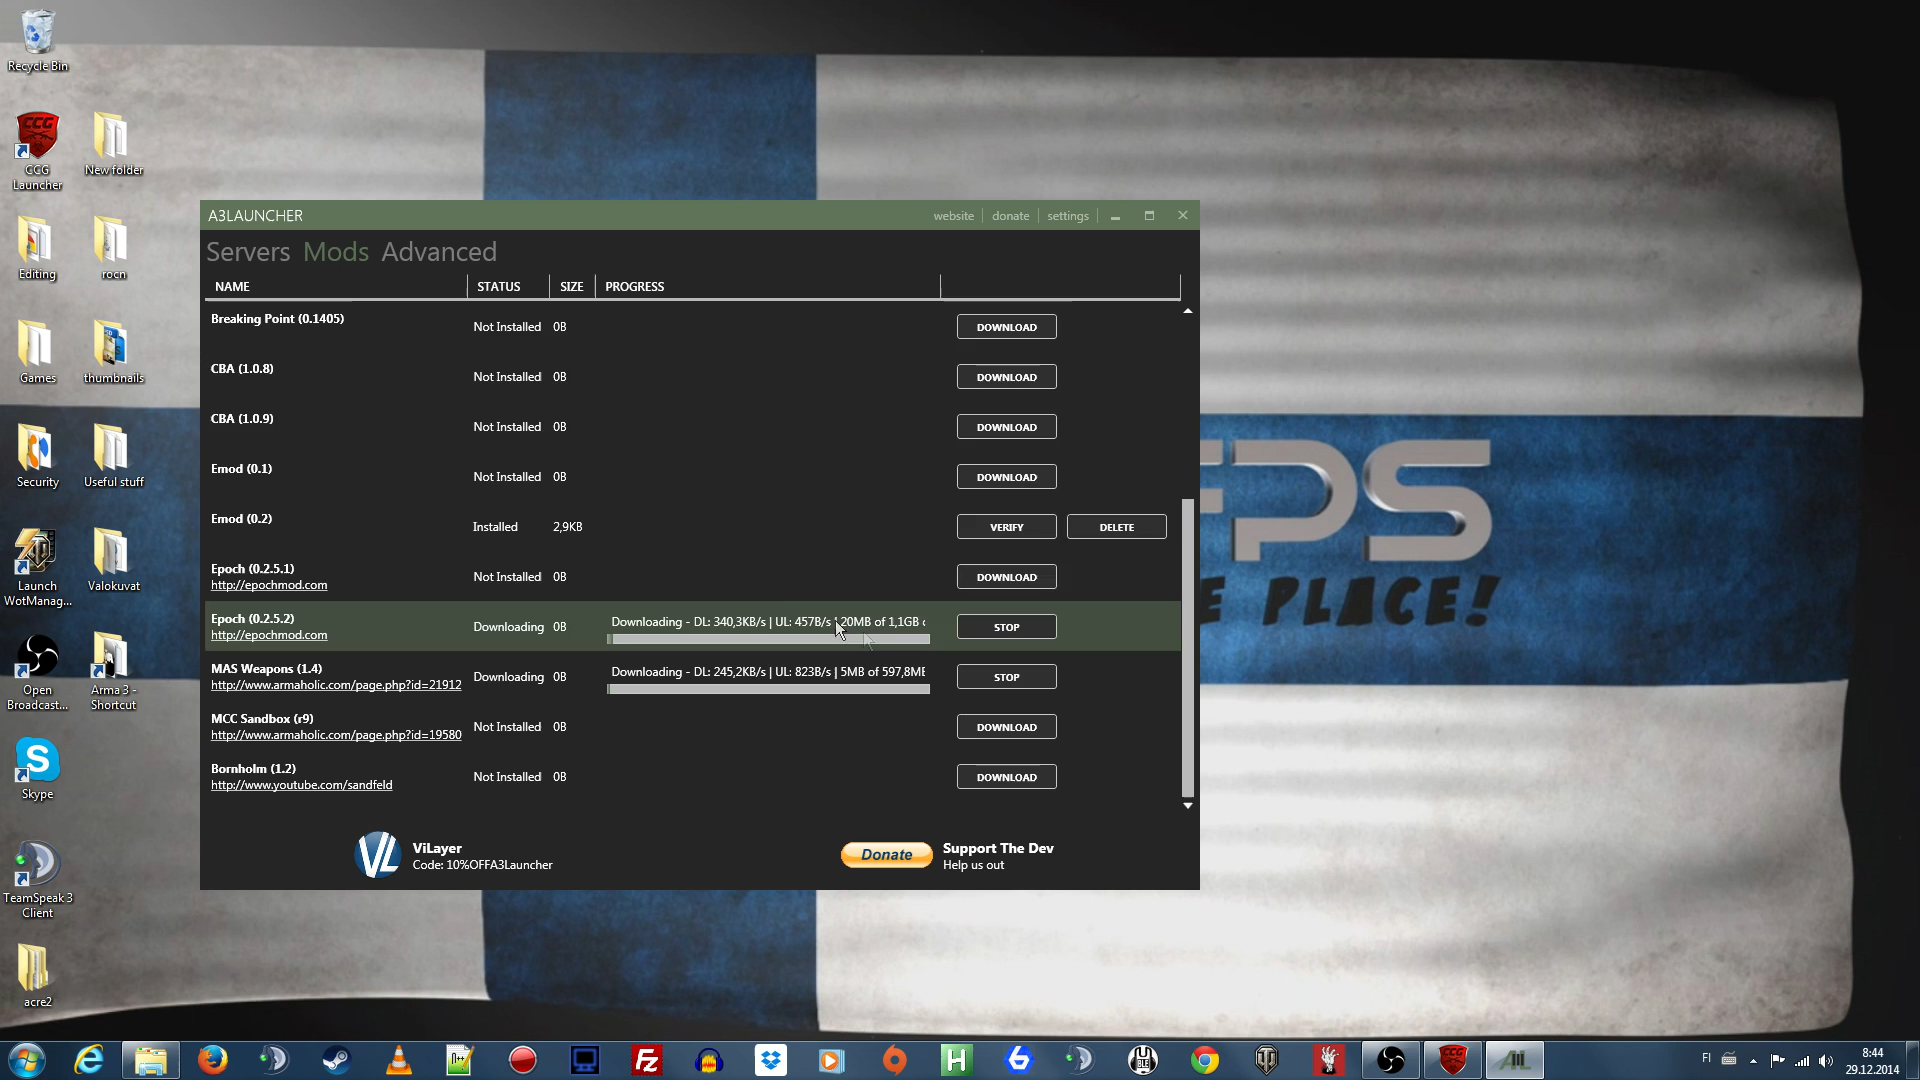 Recycle Bin
CCG
Launcher
New folder
Editing
rocn
Games
thumbnails
Security
Useful stuff
Launch
WotManag...
Valokuvat
Open
Broadcast...
Arma 3 -
Shortcut
Skype
TeamSpeak 3
Client
acre2
A3LAUNCHER
website
donate
settings
Servers Mods Advanced
NAME STATUS SIZE PROGRESS
Breaking Point (0.1405)
Not Installed 0B DOWNLOAD
CBA (1.0.8)
Not Installed 0B DOWNLOAD
CBA (1.0.9)
Not Installed 0B DOWNLOAD
Emod (0.1)
Not Installed 0B DOWNLOAD
Emod (0.2)
Installed 2,9KB VERIFY DELETE
Epoch (0.2.5.1)
http://epochmod.com
Not Installed 0B DOWNLOAD
Epoch (0.2.5.2)
http://epochmod.com
Downloading 0B
Downloading - DL: 340,3KB/s | UL: 457B/s | 20MB of 1,1GB
STOP
MAS Weapons (1.4)
http://www.armaholic.com/page.php?id=21912
Downloading 0B
Downloading - DL: 245,2KB/s | UL: 823B/s | 5MB of 597,8MB
STOP
MCC Sandbox (r9)
http://www.armaholic.com/page.php?id=19580
Not Installed 0B DOWNLOAD
Bornholm (1.2)
http://www.youtube.com/sandfeld
Not Installed 0B DOWNLOAD
ViLayer
Code: 10%OFFA3Launcher
Donate
Support The Dev
Help us out
FPS
E PLACE!
FI
8:44
29.12.2014